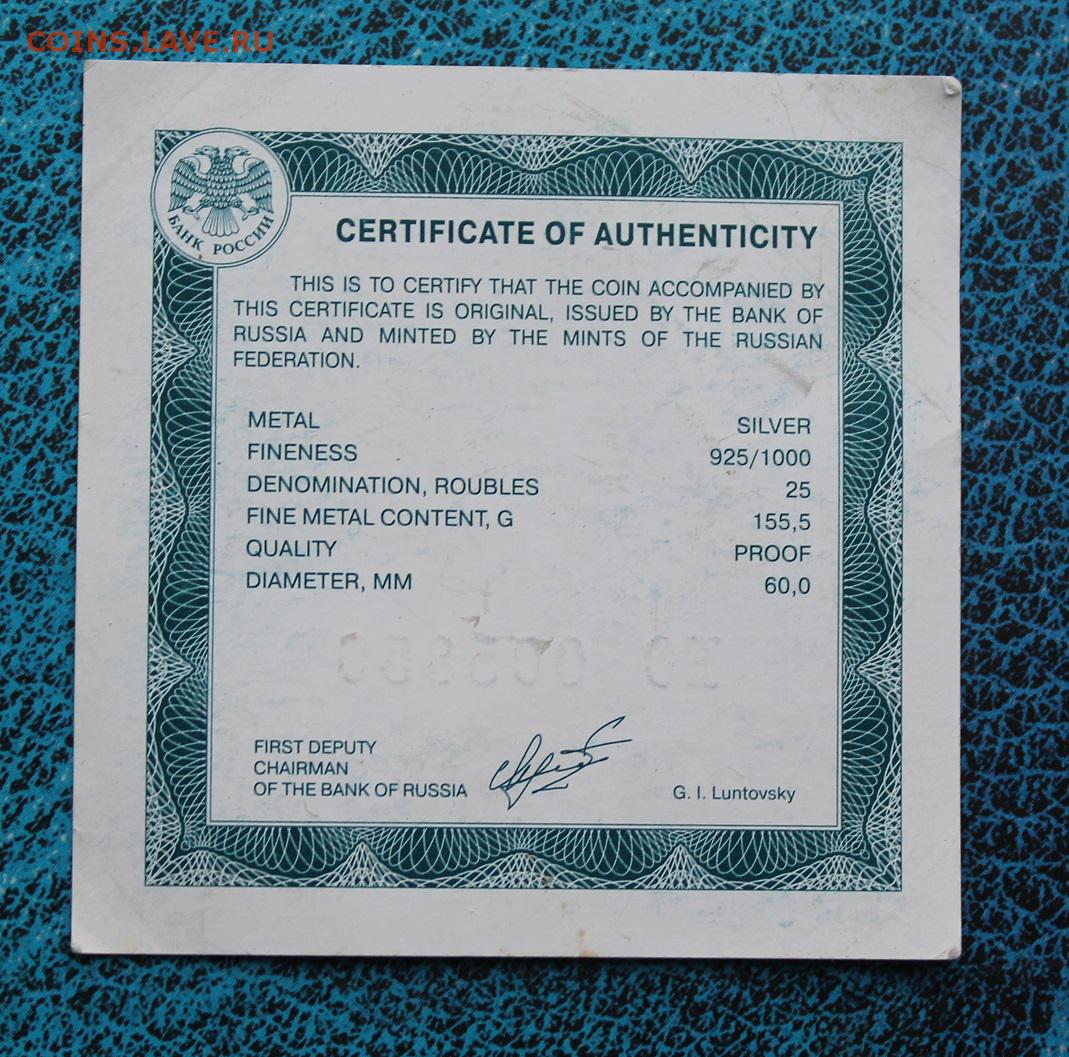 COINS.LAVE.RU
БАНК РОССИИ
CERTIFICATE OF AUTHENTICITY
THIS IS TO CERTIFY THAT THE COIN ACCOMPANIED BY
THIS CERTIFICATE IS ORIGINAL, ISSUED BY THE BANK OF
RUSSIA AND MINTED BY THE MINTS OF THE RUSSIAN
FEDERATION.
METAL SILVER
FINENESS 925/1000
DENOMINATION, ROUBLES 25
FINE METAL CONTENT, G 155,5
QUALITY PROOF
DIAMETER, MM 60,0
FIRST DEPUTY
CHAIRMAN
OF THE BANK OF RUSSIA
G. I. Luntovsky